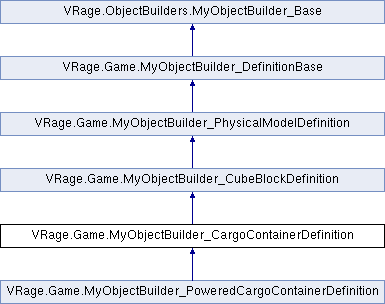 VRage.ObjectBuilders.MyObjectBuilder_Base
VRage.Game.MyObjectBuilder_DefinitionBase
VRage.Game.MyObjectBuilder_PhysicalModelDefinition
VRage.Game.MyObjectBuilder_CubeBlockDefinition
VRage.Game.MyObjectBuilder_CargoContainerDefinition
VRage.Game.MyObjectBuilder_PoweredCargoContainerDefinition